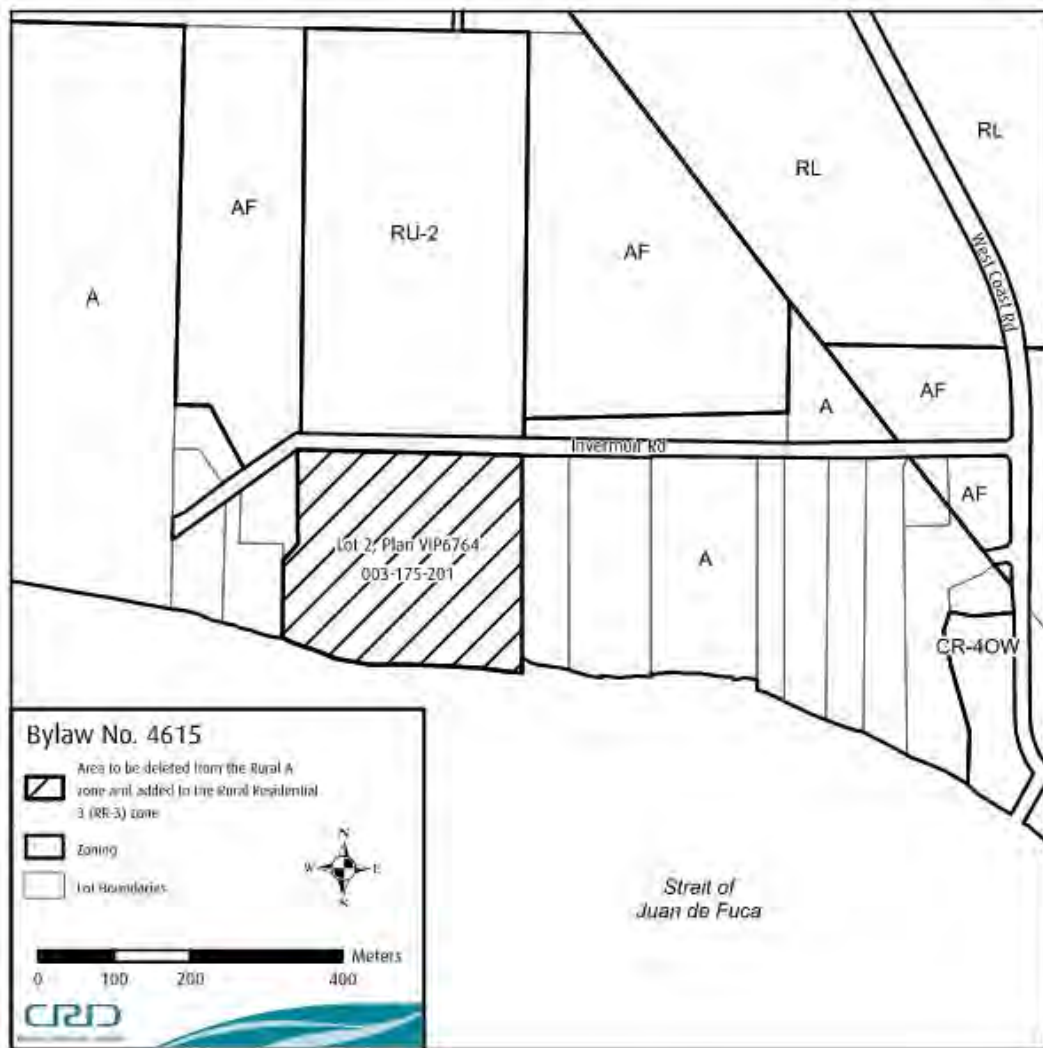 RL
RL
AF
RU-2
AF
A
West Coast Rd
AF
A
Invermuir Rd
AF
Lot 2, Plan VIP6764
003-175-201
A
CR-4OW
Bylaw No. 4615
Area to be deleted from the Rural A
zone and added to the Rural Residential
3 (RR-3) zone
Zoning
Lot Boundaries
N
W E
S
Meters
0 100 200 400
CRD
Strait of
Juan de Fuca